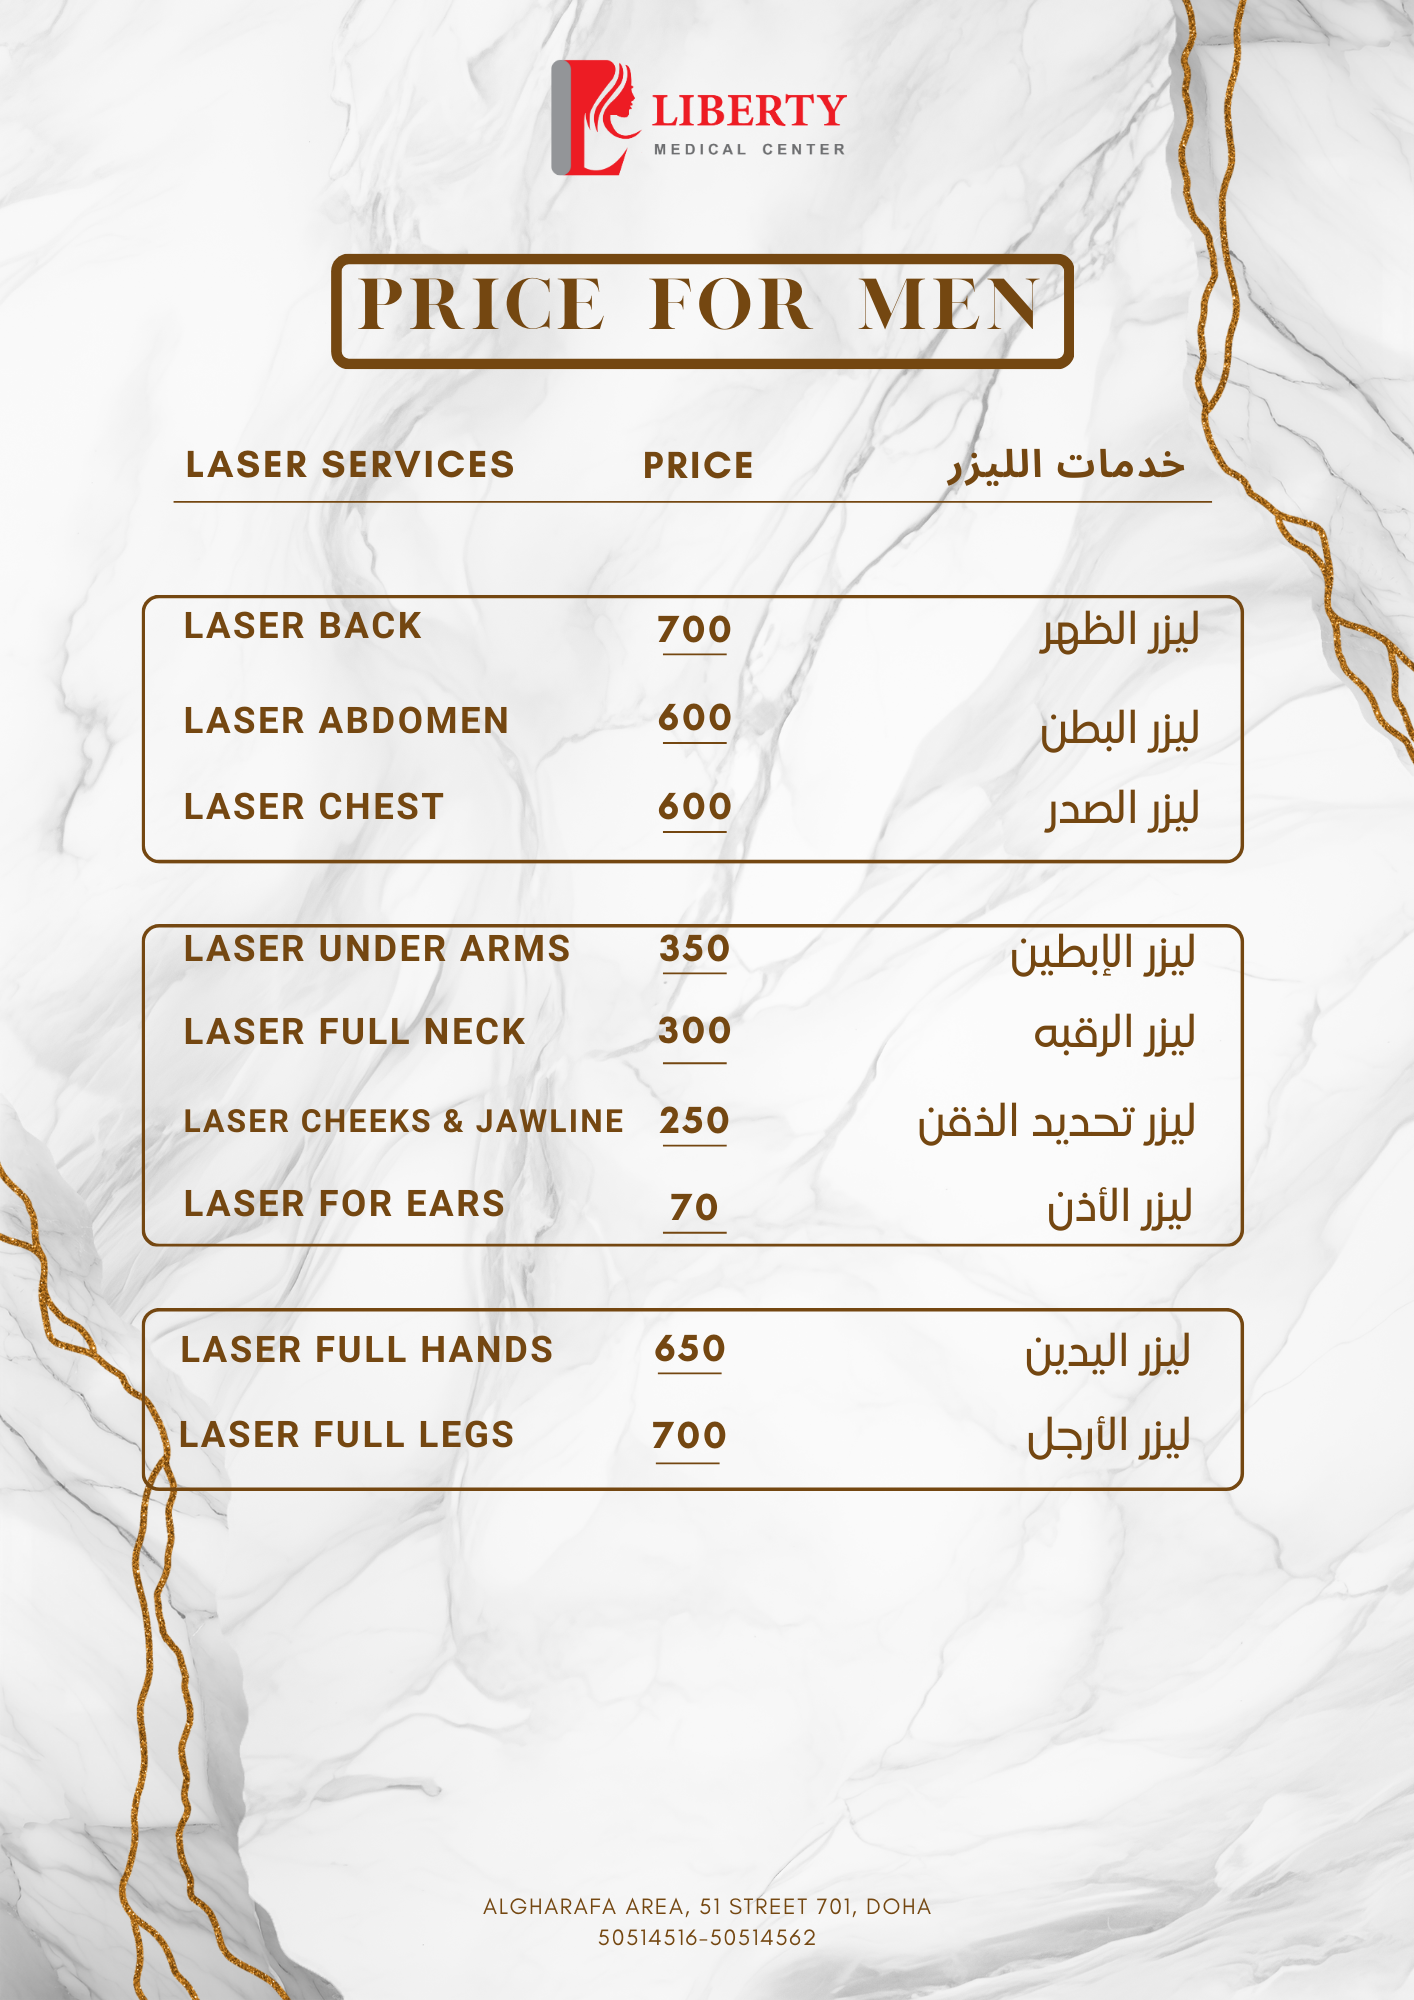 LIBERTY
MEDICAL CENTER
PRICE FOR MEN
LASER SERVICES PRICE خدمات الليزر
LASER BACK 700 ليزر الظهر
LASER ABDOMEN 600 ليزر البطن
LASER CHEST 600 ليزر الصدر
LASER UNDER ARMS 350 ليزر الإبطين
LASER FULL NECK 300 ليزر الرقبه
LASER CHEEKS & JAWLINE 250 ليزر تحديد الذقن
LASER FOR EARS 70 ليزر الأذن
LASER FULL HANDS 650 ليزر اليدين
LASER FULL LEGS 700 ليزر الأرجل
ALGHARAFA AREA, 51 STREET 701, DOHA
50514516-50514562